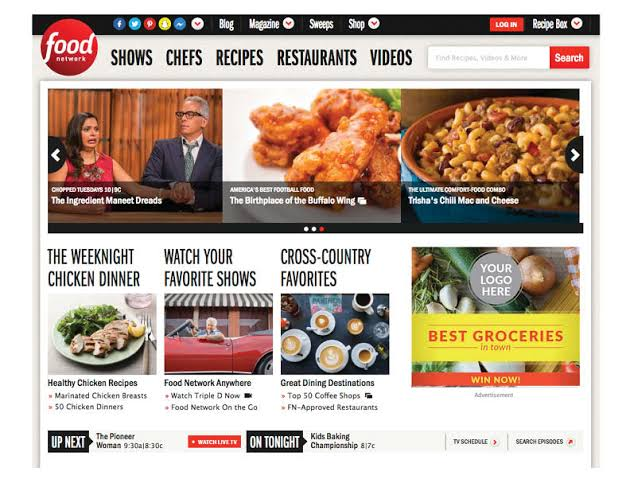 food
network
Blog
Magazine
Sweeps
Shop
LOG IN
Recipe Box
SHOWS CHEFS RECIPES RESTAURANTS VIDEOS
Find Recipes, Videos & More
Search
CHOPPED TUESDAYS 10|9C
The Ingredient Maneet Dreads
AMERICA'S BEST FOOTBALL FOOD
The Birthplace of the Buffalo Wing
THE ULTIMATE COMFORT-FOOD COMBO
Trisha's Chili Mac and Cheese
THE WEEKNIGHT
CHICKEN DINNER
Healthy Chicken Recipes
» Marinated Chicken Breasts
» 50 Chicken Dinners
WATCH YOUR
FAVORITE SHOWS
Food Network Anywhere
» Watch Triple D Now
» Food Network On the Go
CROSS-COUNTRY
FAVORITES
Great Dining Destinations
» Top 50 Coffee Shops
» FN-Approved Restaurants
YOUR
LOGO
HERE
BEST GROCERIES
in town
WIN NOW!
Advertisement
UP NEXT
The Pioneer
Woman 9:30a|8:30c
WATCH LIVE TV
ON TONIGHT
Kids Baking
Championship 8|7c
TV SCHEDULE
SEARCH EPISODES